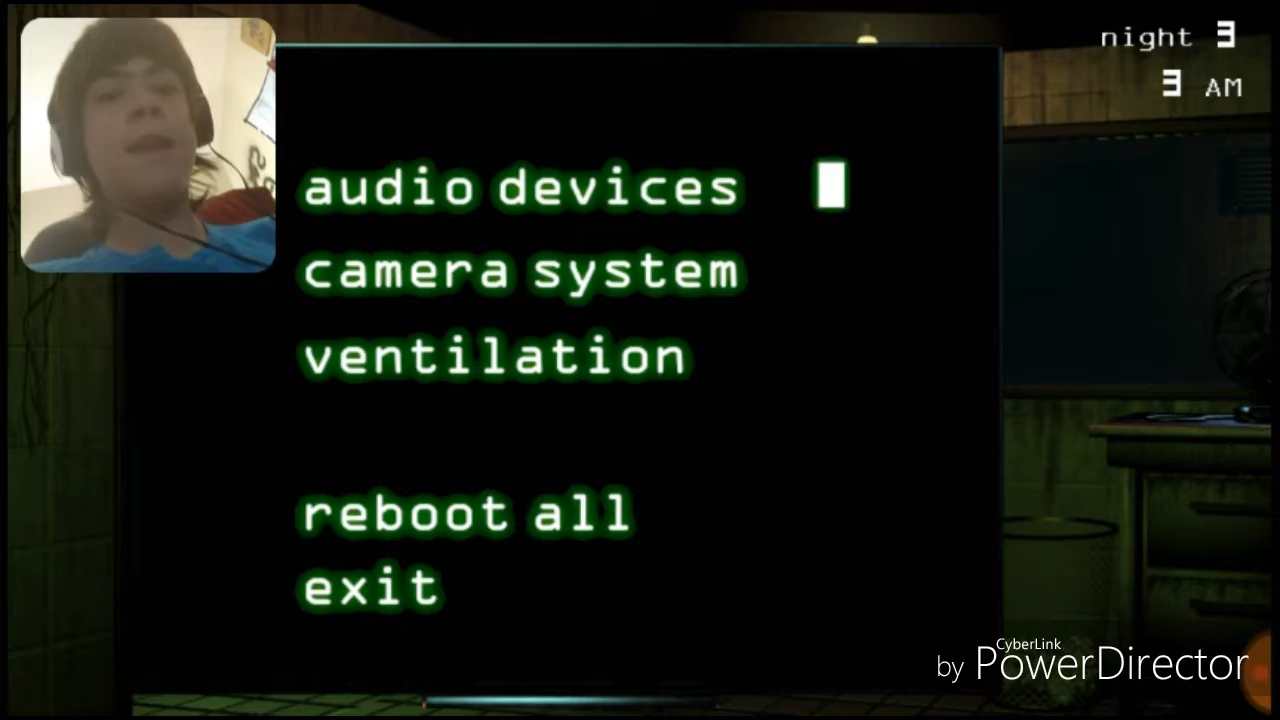 night 3
3 AM
audio devices
camera system
ventilation
reboot all
exit
CyberLink
by PowerDirector